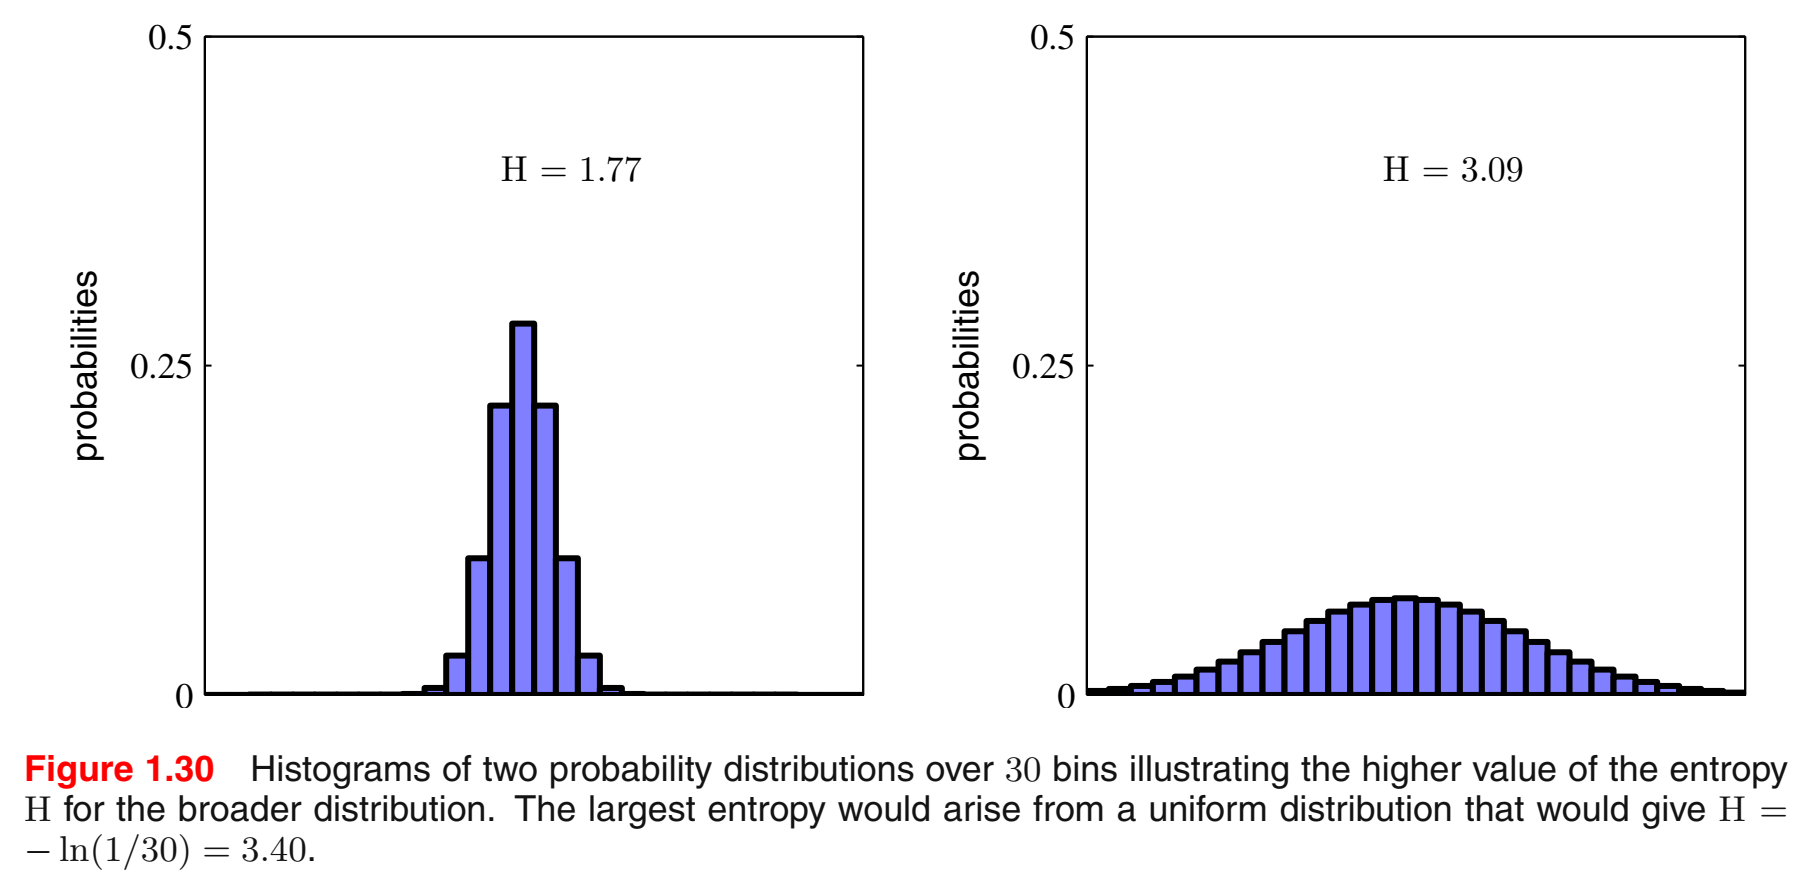 0.5
H = 1.77
probabilities
0.25
0
0.5
H = 3.09
probabilities
0.25
0
Figure 1.30 Histograms of two probability distributions over 30 bins illustrating the higher value of the entropy
H for the broader distribution. The largest entropy would arise from a uniform distribution that would give H =
− ln(1/30) = 3.40.